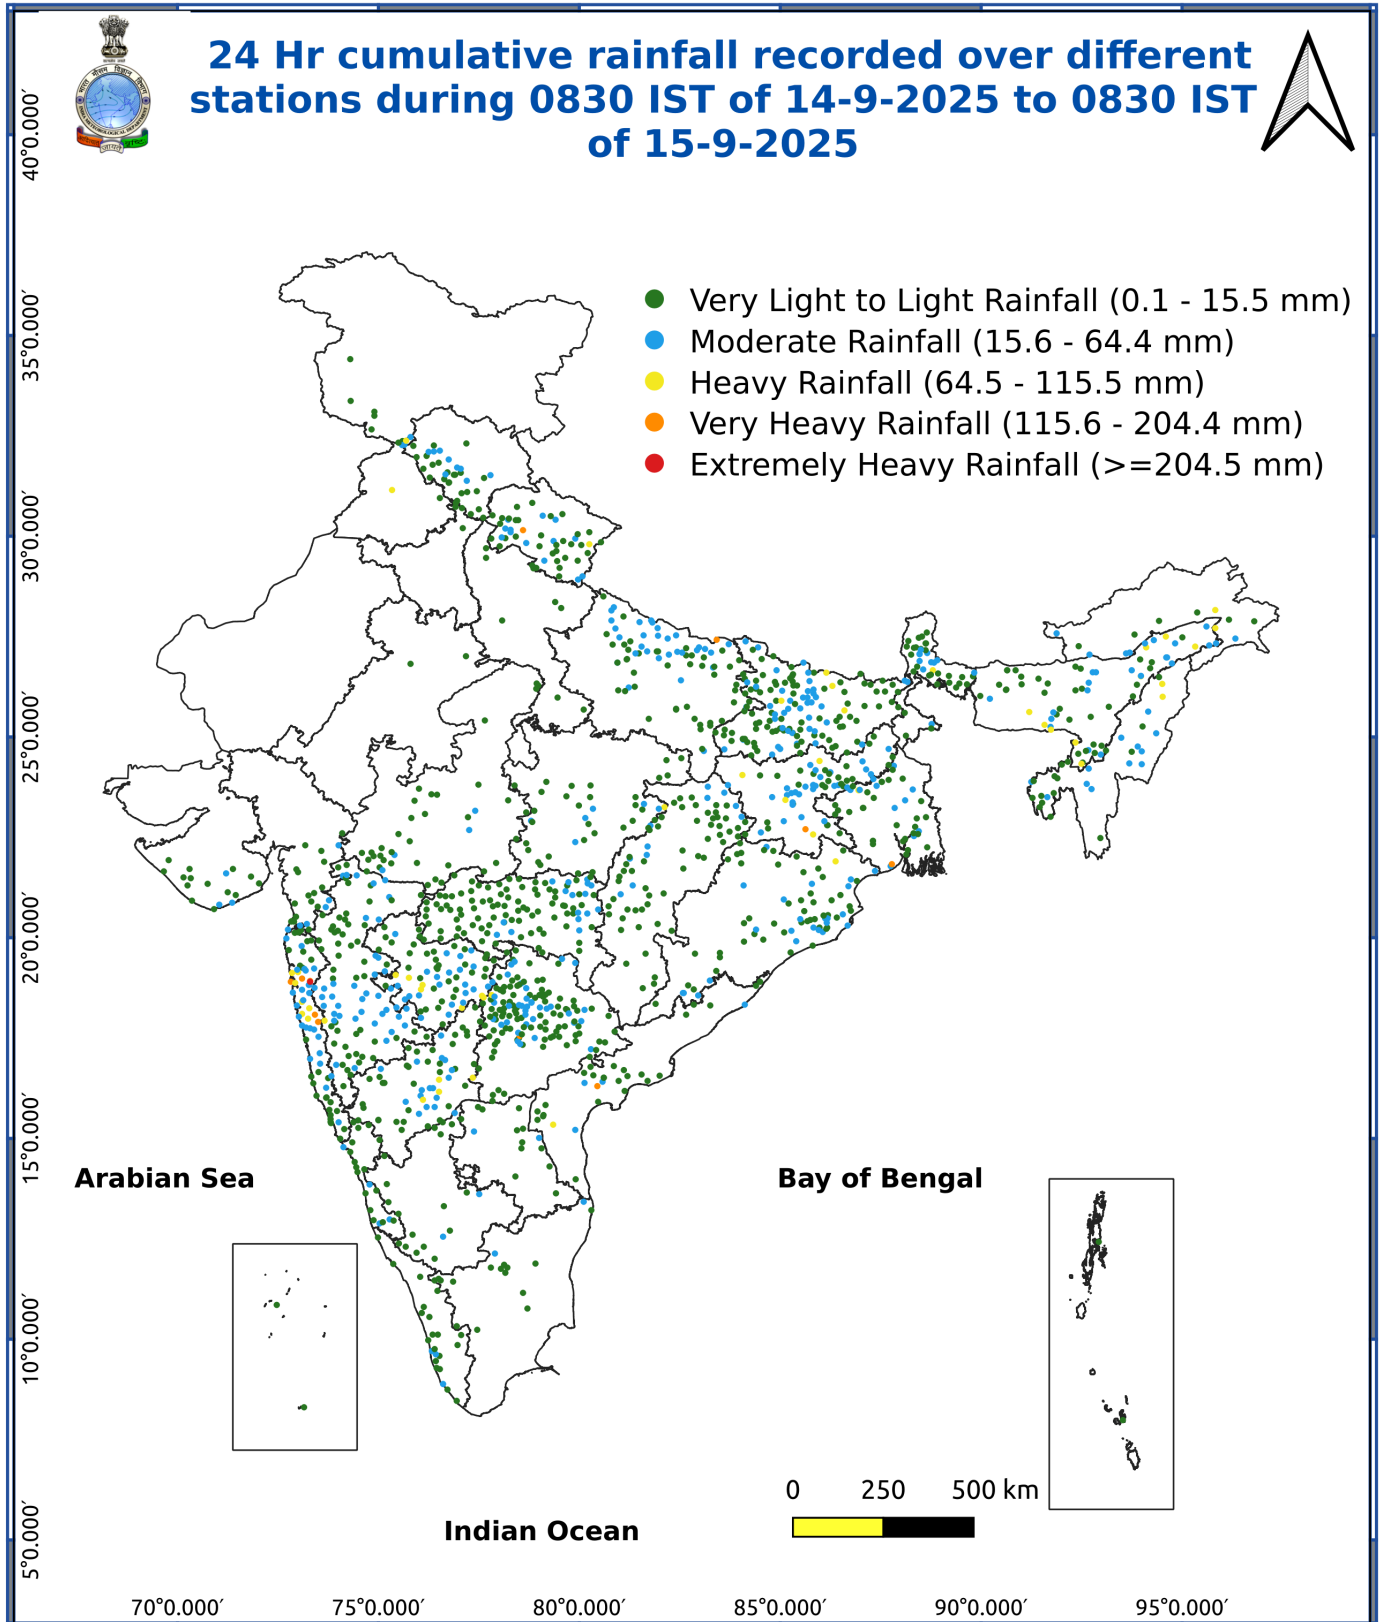 24 Hr cumulative rainfall recorded over different
stations during 0830 IST of 14-9-2025 to 0830 IST
of 15-9-2025
Very Light to Light Rainfall (0.1 - 15.5 mm)
Moderate Rainfall (15.6 - 64.4 mm)
Heavy Rainfall (64.5 - 115.5 mm)
Very Heavy Rainfall (115.6 - 204.4 mm)
Extremely Heavy Rainfall (>=204.5 mm)
40°0.000′
35°0.000′
30°0.000′
25°0.000′
20°0.000′
15°0.000′
10°0.000′
5°0.000′
Arabian Sea
Bay of Bengal
Indian Ocean
0 250 500 km
70°0.000′ 75°0.000′ 80°0.000′ 85°0.000′ 90°0.000′ 95°0.000′